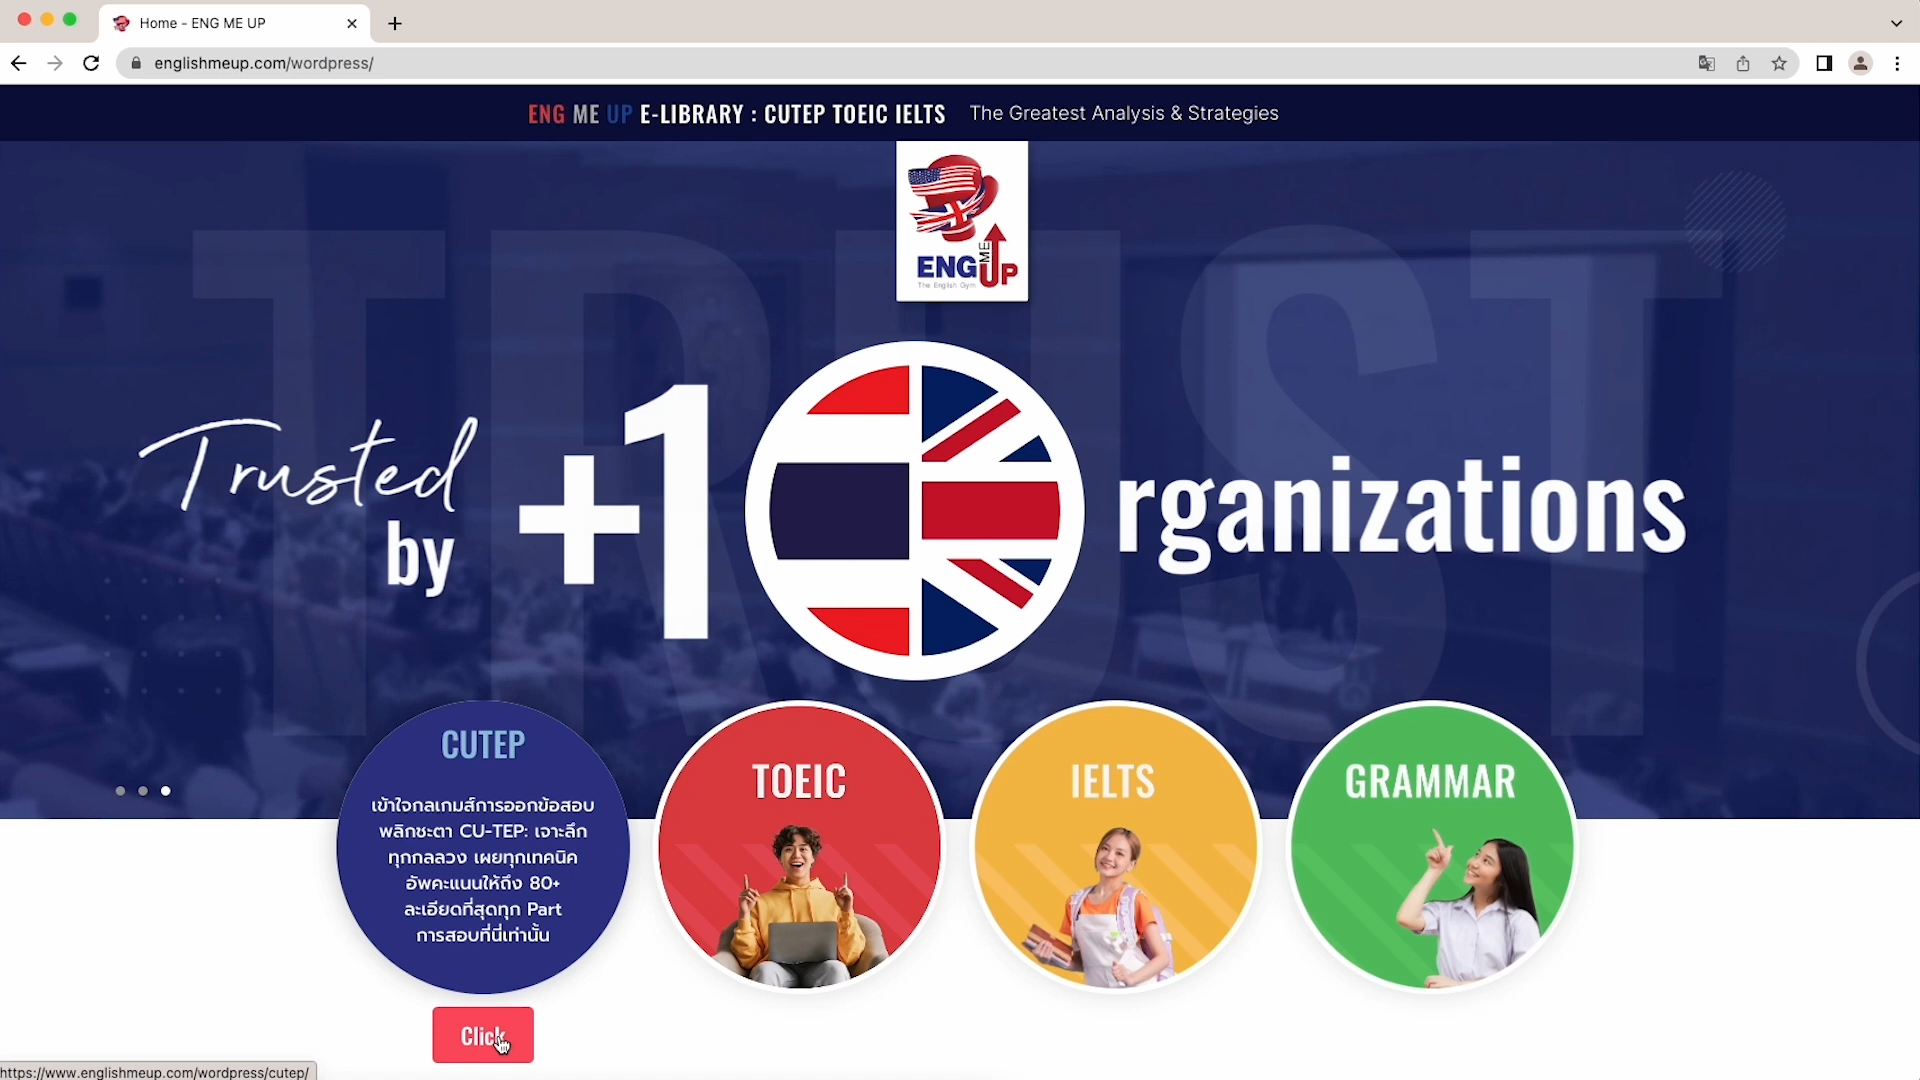 Home - ENG ME UP
englishmeup.com/wordpress/
ENG ME UP E-LIBRARY : CUTEP TOEIC IELTS The Greatest Analysis & Strategies
TRUST
ENG ME UP
The English Gym
Trusted by +1 rganizations
CUTEP
เข้าใจกลเกมส์การออกข้อสอบ
พลิกชะตา CU-TEP: เจาะลึก
ทุกกลลวง เผยทุกเทคนิค
อัพคะแนนให้ถึง 80+
ละเอียดที่สุดทุก Part
การสอบที่นี่เท่านั้น
TOEIC
IELTS
GRAMMAR
Click
https://www.englishmeup.com/wordpress/cutep/